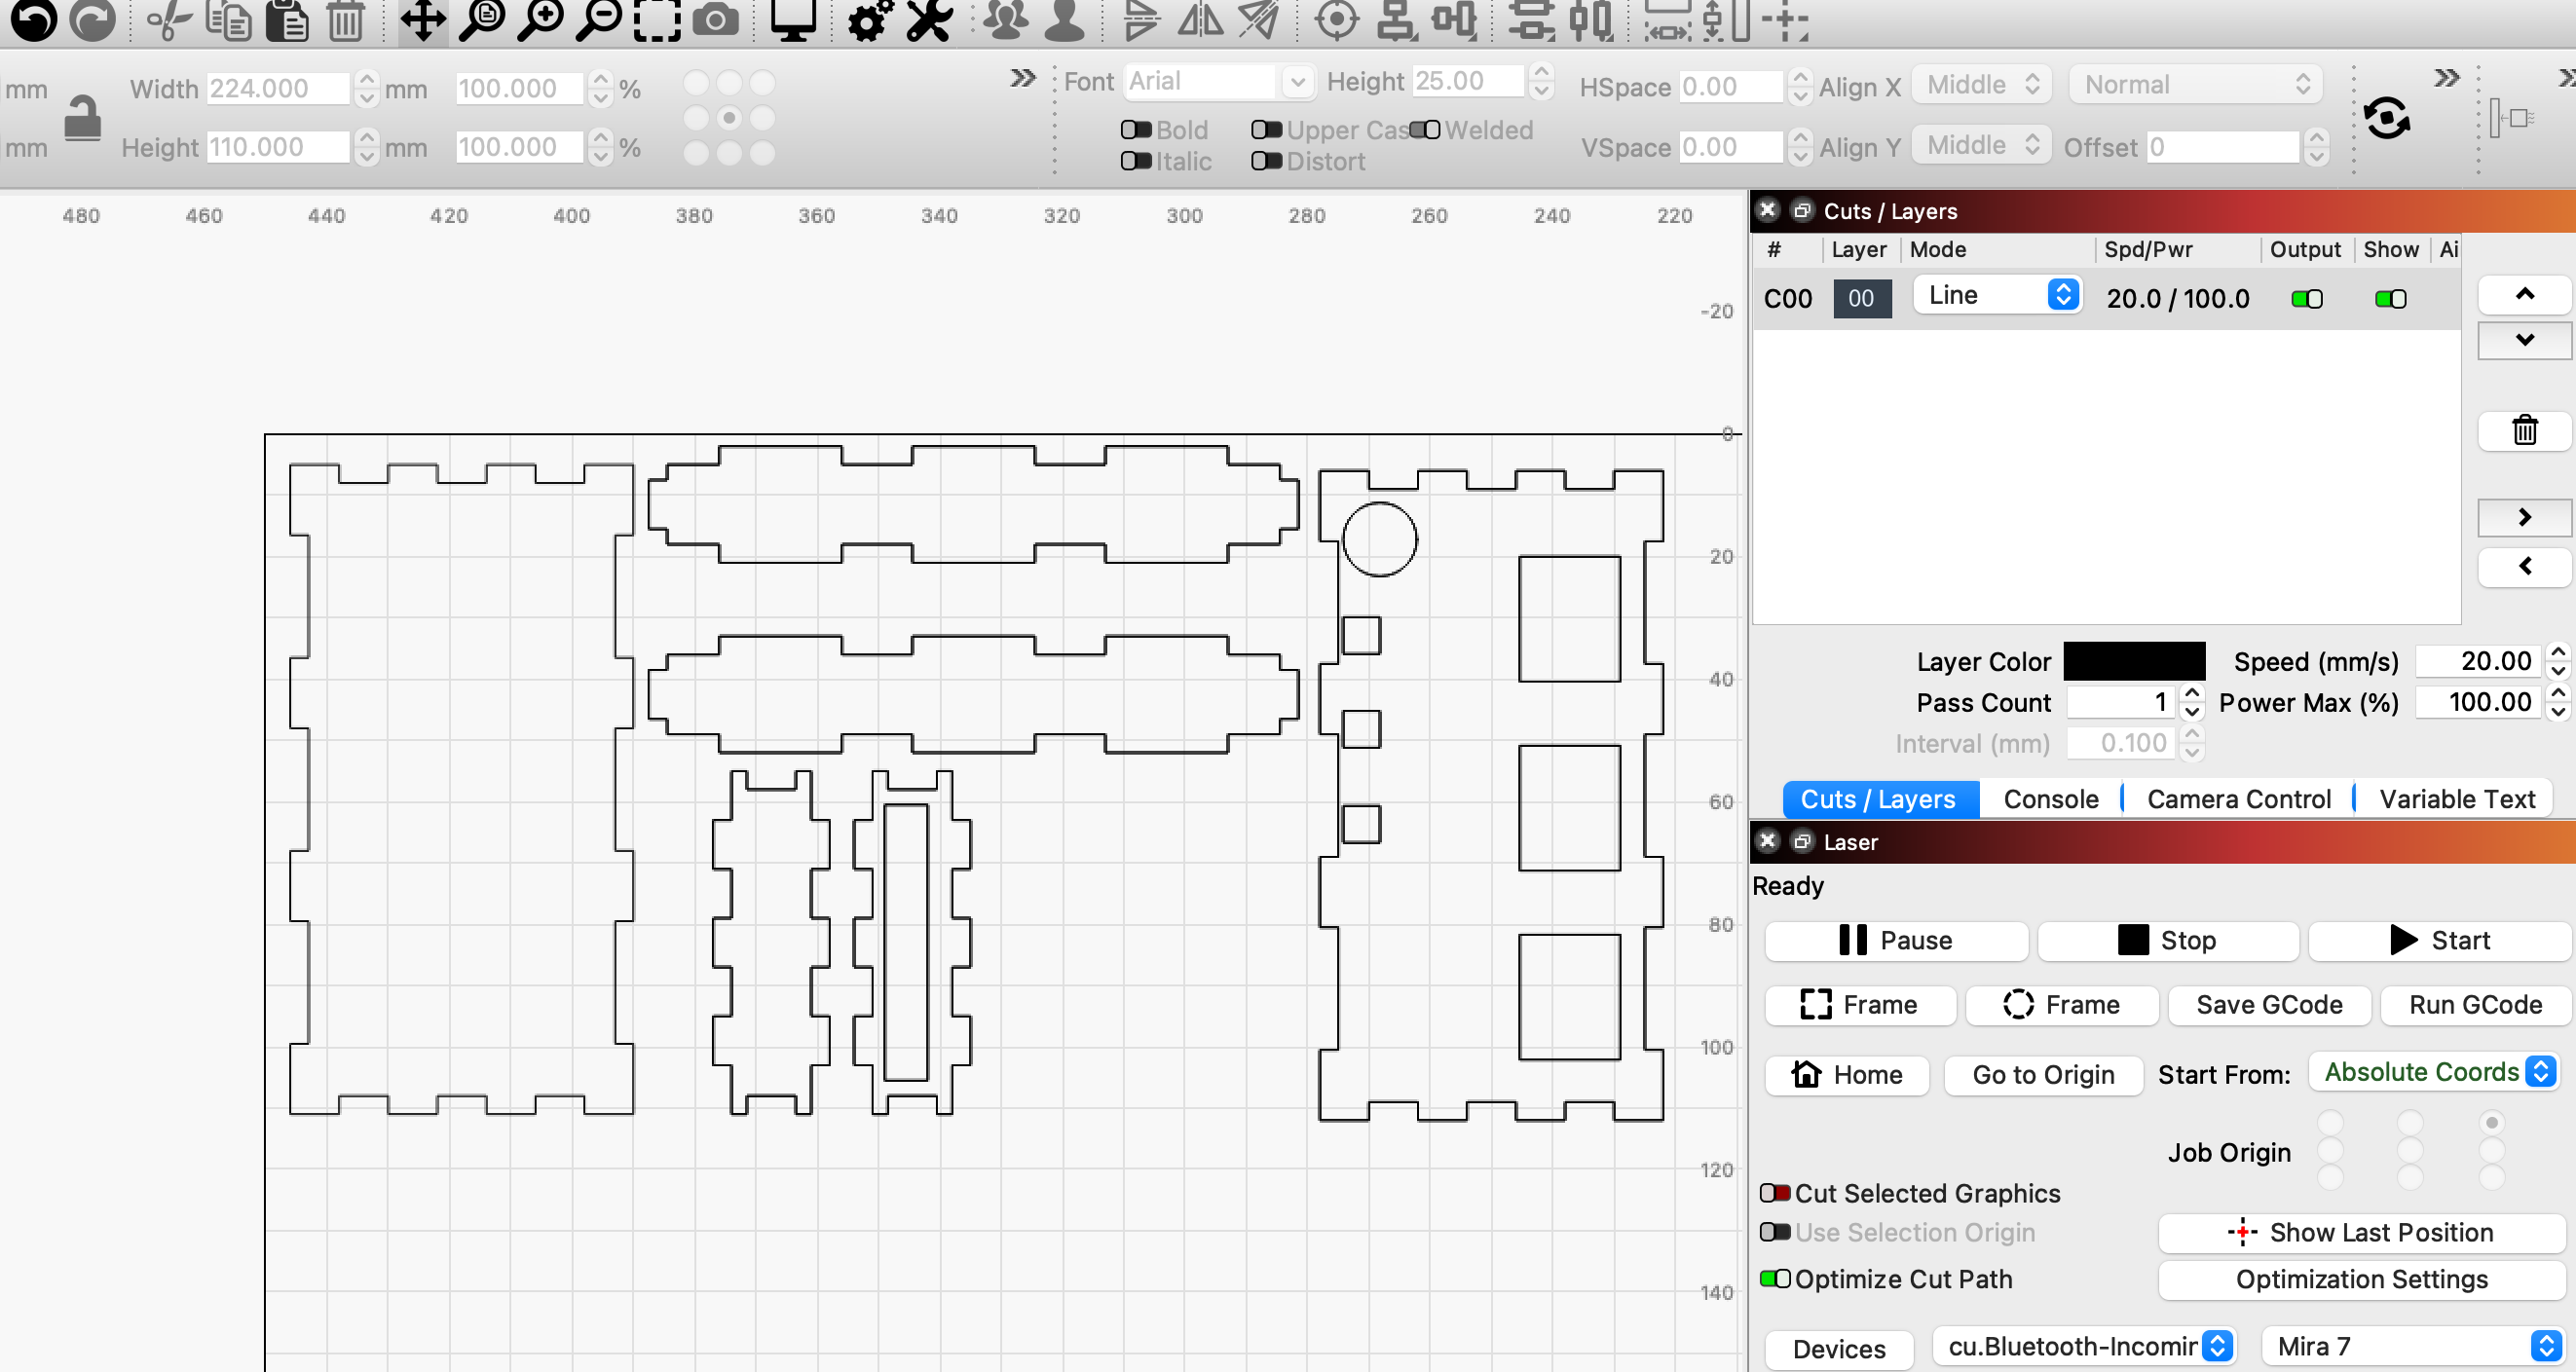 mm Width 224.000 mm 100.000 % Font Arial Height 25.00 HSpace 0.00 Align X Middle Normal
Bold Upper Cas Welded
mm Height 110.000 mm 100.000 % Italic Distort VSpace 0.00 Align Y Middle Offset 0
480 460 440 420 400 380 360 340 320 300 280 260 240 220
-20
0
20
40
60
80
100
120
140
Cuts / Layers
# Layer Mode Spd/Pwr Output Show Ai
C00 00 Line 20.0 / 100.0
Layer Color Speed (mm/s) 20.00
Pass Count 1 Power Max (%) 100.00
Interval (mm) 0.100
Cuts / Layers Console Camera Control Variable Text
Laser
Ready
Pause Stop Start
Frame Frame Save GCode Run GCode
Home Go to Origin Start From: Absolute Coords
Job Origin
Cut Selected Graphics
Use Selection Origin Show Last Position
Optimize Cut Path Optimization Settings
Devices cu.Bluetooth-Incomin Mira 7